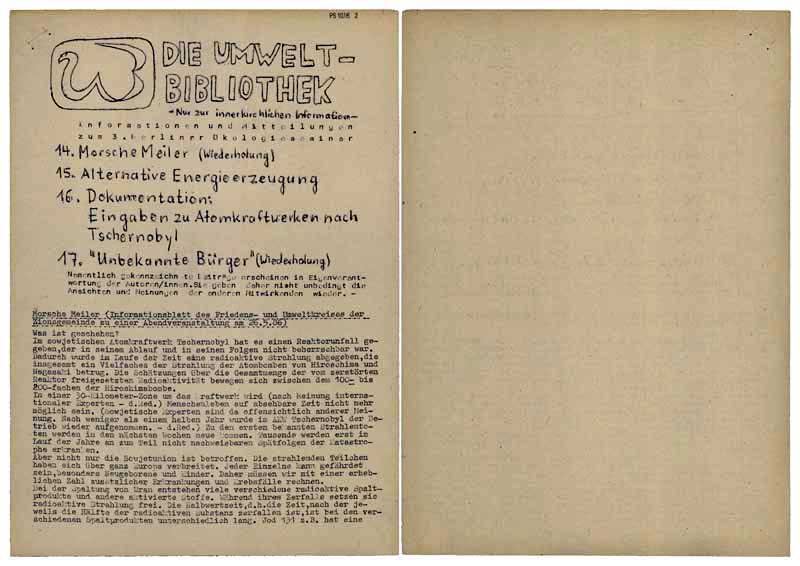 PS 101/6 2
DIE UMWELT-
BIBLIOTHEK
-Nur zur innerkirchlichen Information-
Informationen und Mitteilungen
zum 3. Berliner Ökologieseminar
14. Morsche Meiler (Wiederholung)
15. Alternative Energieerzeugung
16. Dokumentation:
Eingaben zu Atomkraftwerken nach
Tschernobyl
17. "Unbekannte Bürger" (Wiederholung)
Namentlich gekennzeichn te Beiträge erscheinen in Eigenverant-
wortung der Autoren/innen.Sie geben daher nicht unbedingt die
Ansichten und Meinungen der anderen Mitwirkenden wieder. -
Morsche Meiler (Informationsblatt des Friedens- und Umweltkreises der
Zionsgemeinde zu einer Abendveranstaltung am 26.5.86)
Was ist geschehen?
Im sowjetischen Atomkraftwerk Tschernobyl hat es einen Reaktorunfall ge-
geben,der in seinem Ablauf und in seinen Folgen nicht beherrschbar war.
Dadurch wurde im Laufe der Zeit eine radioaktive Strahlung abgegeben,die
insgesamt ein Vielfaches der Strahlung der Atombomben von Hiroschima und
Nagasaki betrug. Die Schätzungen über die Gesamtmenge der vom zerstörten
Reaktor freigesetzten Radioaktivität bewegen sich zwischen dem 100- bis
200-fachen der Hiroshimabombe.
In einer 30-Kilometer-Zone um das Kraftwerk wird (nach Meinung interna-
tionaler Experten - d.Red.) Menschenleben auf absehbare Zeit nicht mehr
möglich sein. (Sowjetische Experten sind da offensichtlich anderer Mei-
nung. Nach weniger als einem halben Jahr wurde in AKW Tschernobyl der Be-
trieb wieder aufgenommen. - d.Red.) Zu den ersten bekannten Strahlento-
ten werden in den nächsten Wochen neue kommen. Tausende werden erst im
Lauf der Jahre an zum Teil nicht nachweisbaren Spätfolgen der Katastro-
phe erkranken.
Aber nicht nur die Sowjetunion ist betroffen. Die strahlenden Teilchen
haben sich über ganz Europa verbreitet. Jeder Einzelne kann gefährdet
sein,besonders Neugeborene und Kinder. Daher müssen wir mit einer erheb-
lichen Zahl zusätzlicher Erkrankungen und Krebsfälle rechnen.
Bei der Spaltung von Uran entstehen viele verschiedene radioaktive Spalt-
produkte und andere aktivierte Stoffe. Während ihres Zerfalls setzen sie
radioaktive Strahlung frei. Die Halbwertzeit,d.h.die Zeit,nach der je-
weils die Hälfte der radioaktiven Substanz zerfallen ist,ist bei den ver-
schiedenen Spaltprodukten unterschiedlich lang. Jod 131 z.B. hat eine